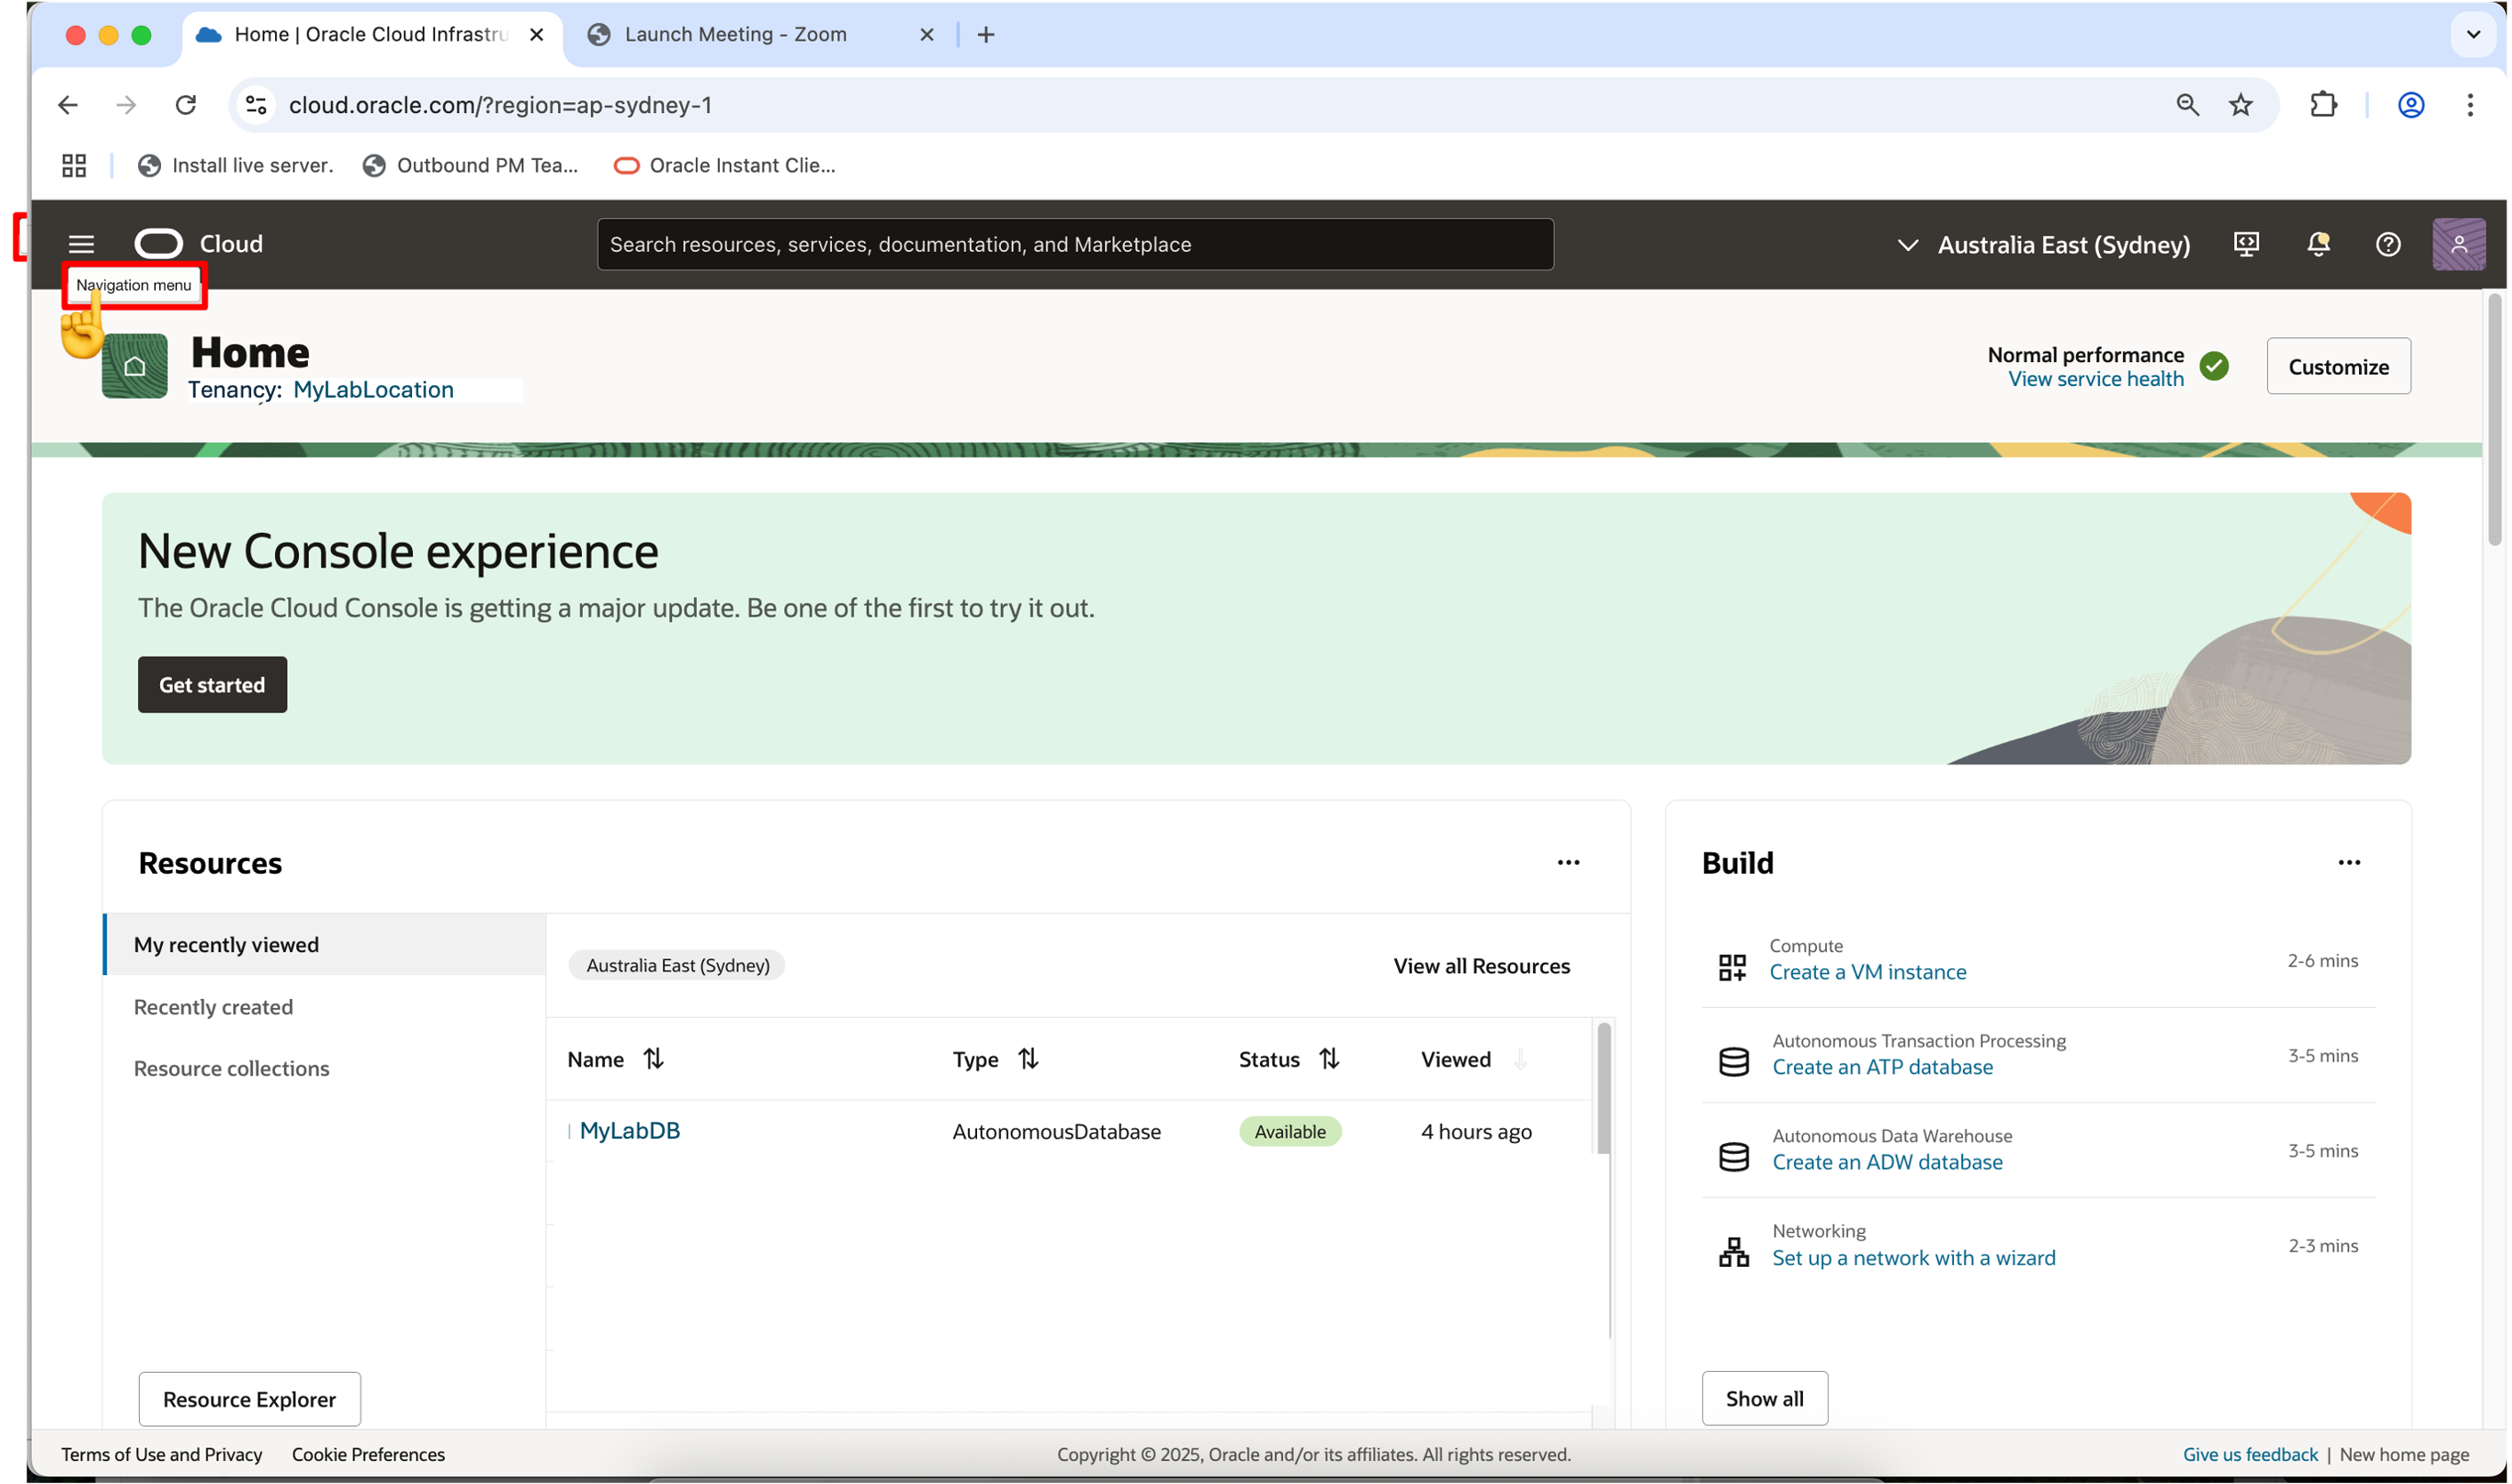 Home | Oracle Cloud Infrastru
Launch Meeting - Zoom
cloud.oracle.com/?region=ap-sydney-1
Install live server.
Outbound PM Tea...
Oracle Instant Clie...
Cloud
Search resources, services, documentation, and Marketplace
Australia East (Sydney)
Navigation menu
Home
Tenancy: MyLabLocation
Normal performance
View service health
Customize
New Console experience
The Oracle Cloud Console is getting a major update. Be one of the first to try it out.
Get started
Resources
My recently viewed
Recently created
Resource collections
Australia East (Sydney)
View all Resources
Name Type Status Viewed
MyLabDB AutonomousDatabase Available 4 hours ago
Resource Explorer
Build
Compute
Create a VM instance
2-6 mins
Autonomous Transaction Processing
Create an ATP database
3-5 mins
Autonomous Data Warehouse
Create an ADW database
3-5 mins
Networking
Set up a network with a wizard
2-3 mins
Show all
Terms of Use and Privacy
Cookie Preferences
Copyright © 2025, Oracle and/or its affiliates. All rights reserved.
Give us feedback | New home page